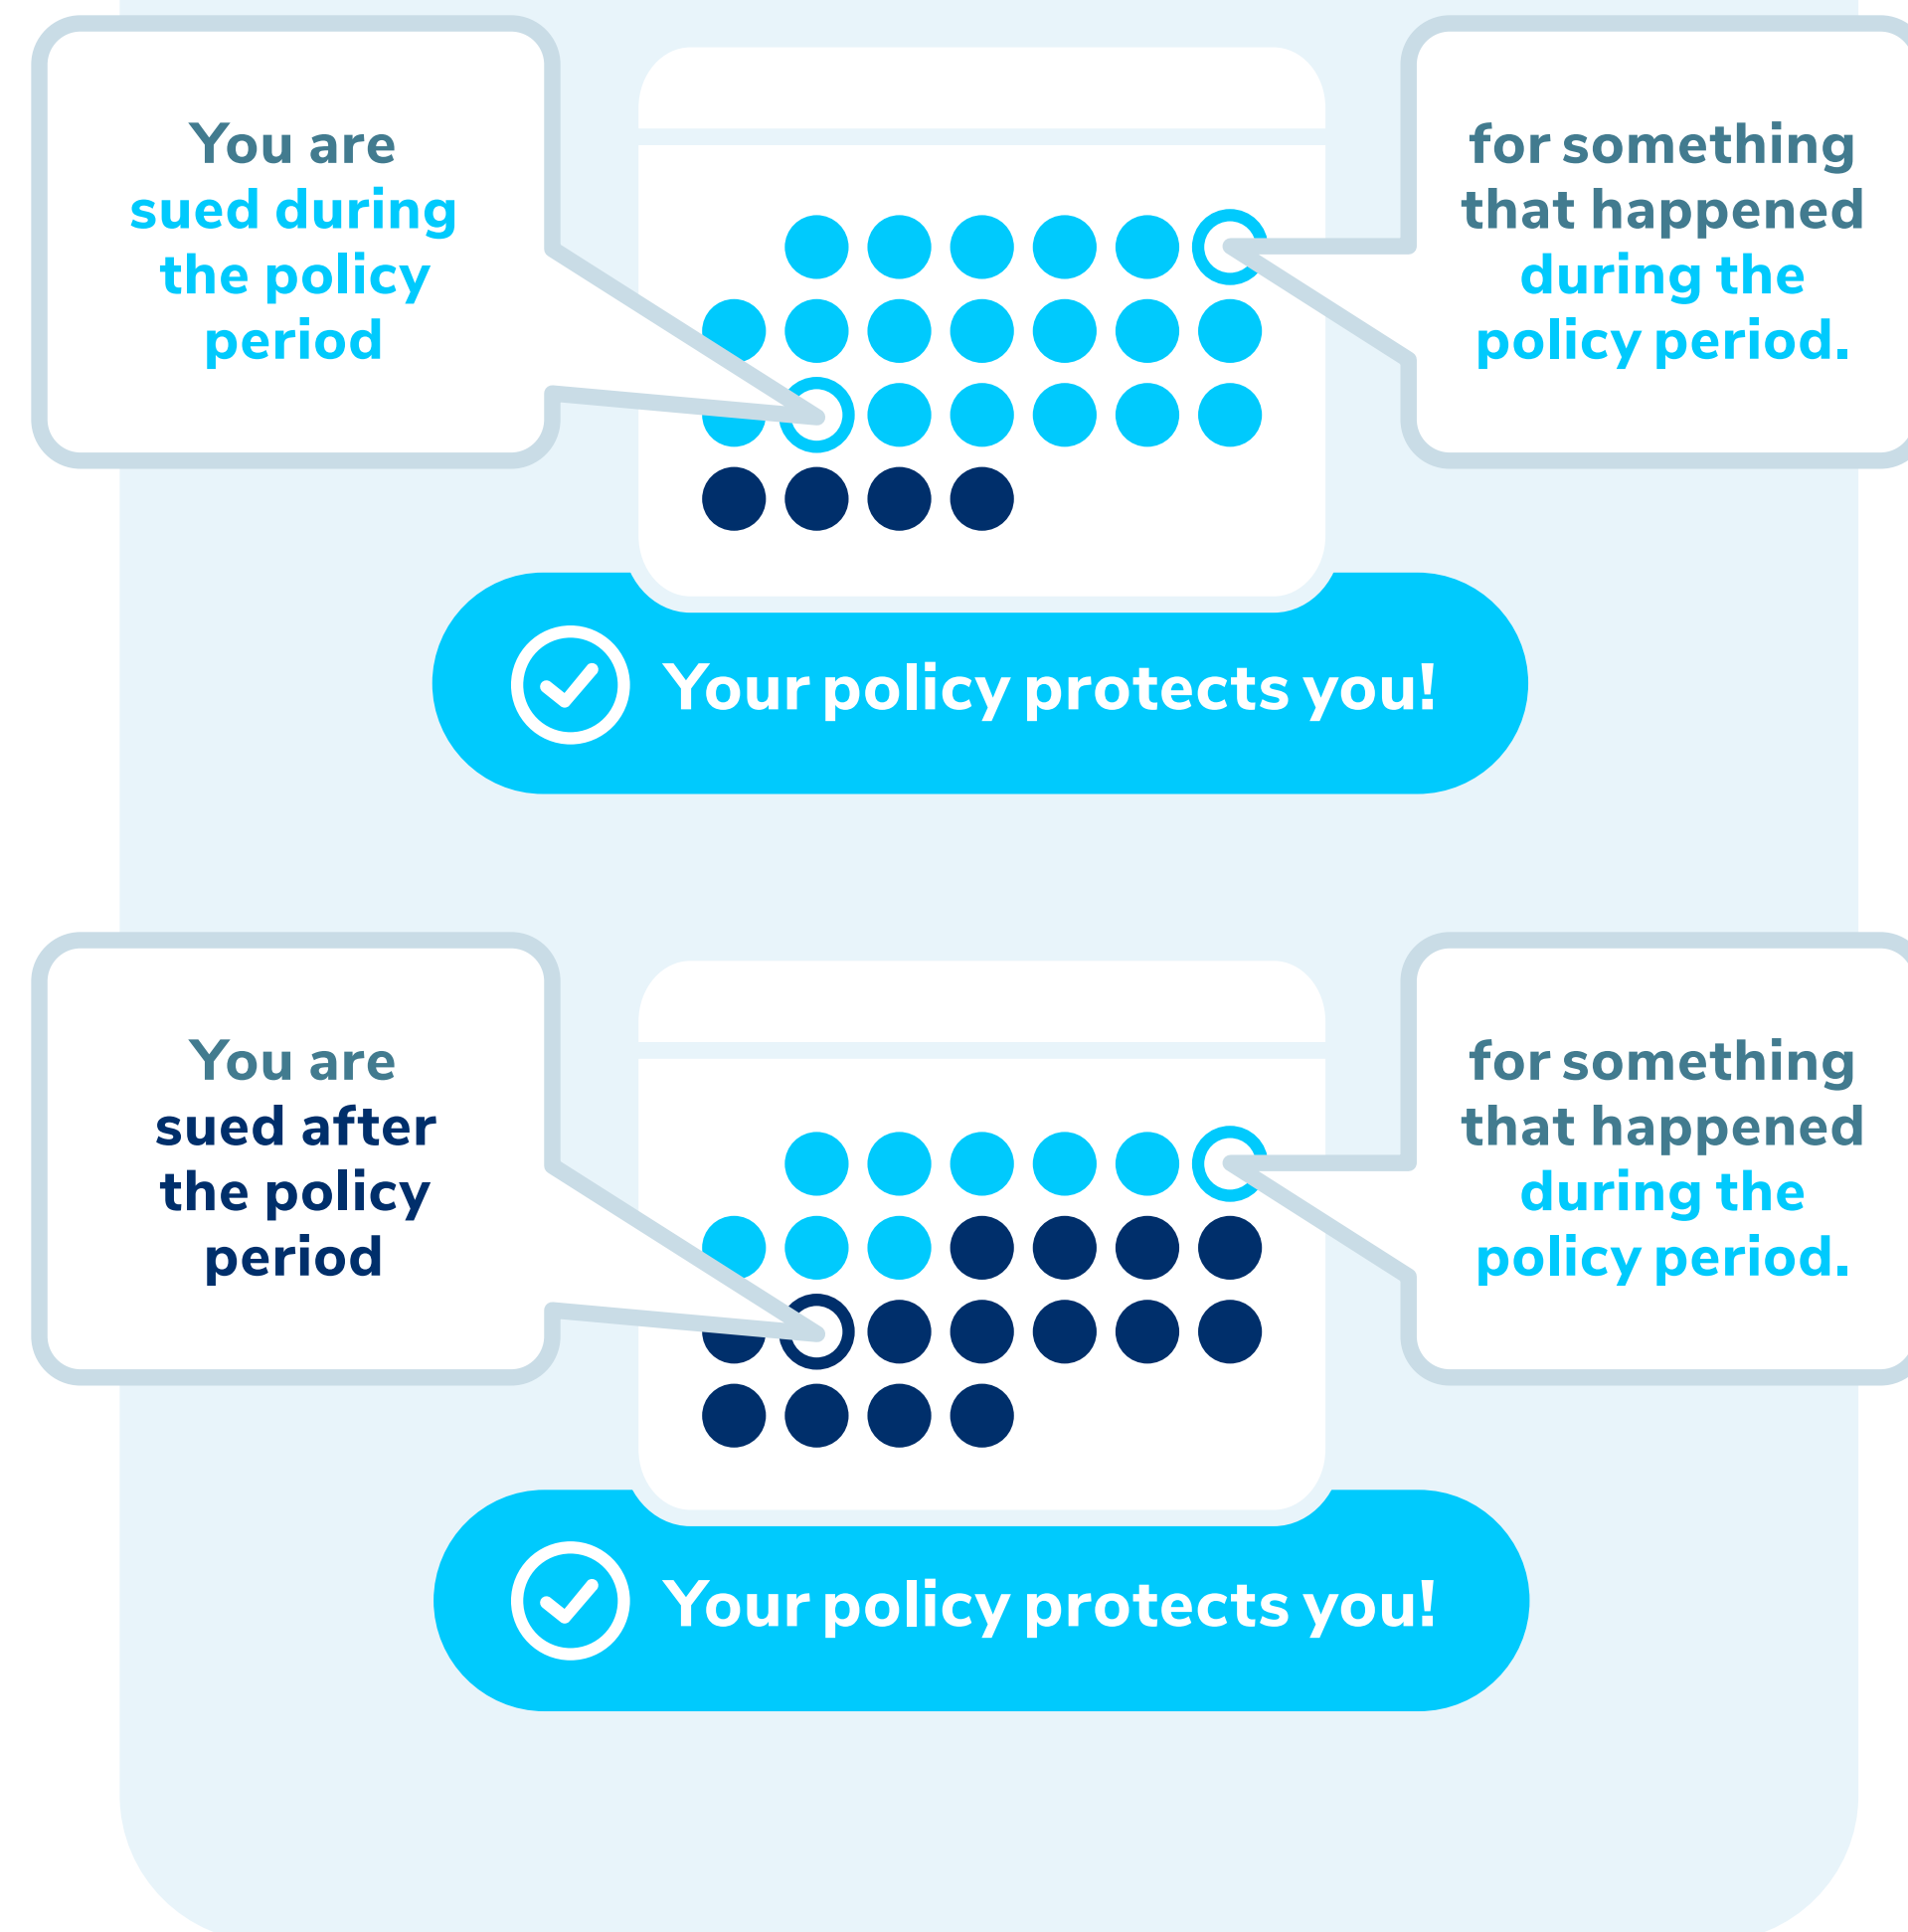 You are
sued during
the policy
period
for something
that happened
during the
policy period.
Your policy protects you!
You are
sued after
the policy
period
for something
that happened
during the
policy period.
Your policy protects you!